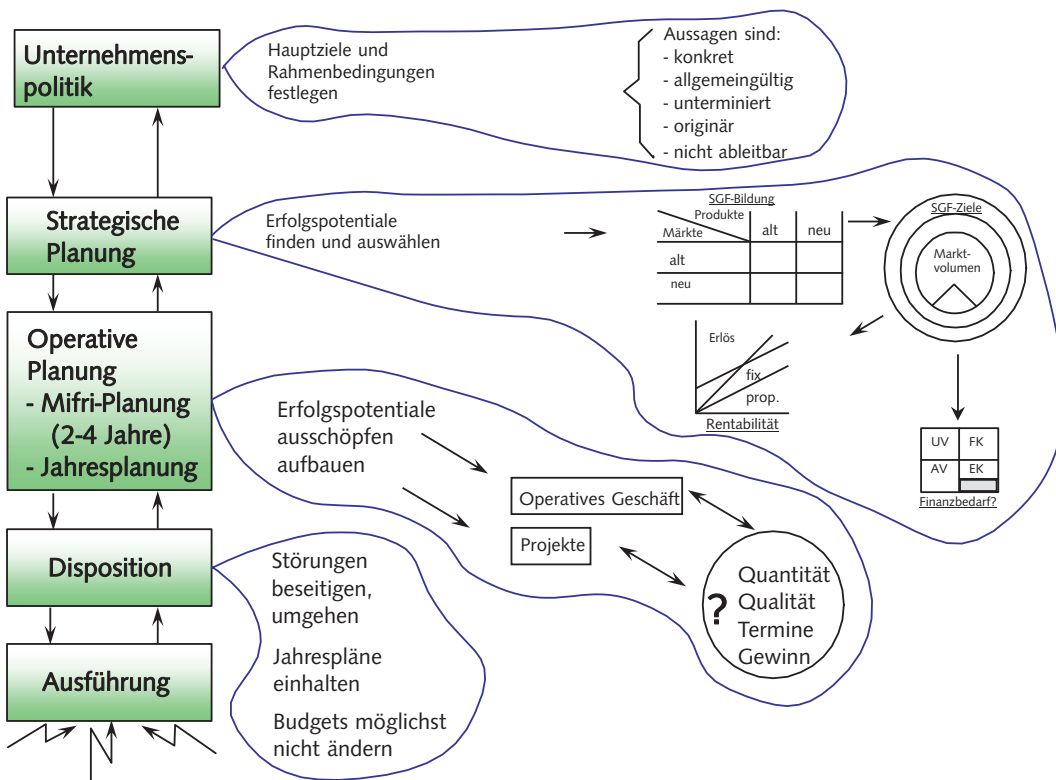 Unternehmens-
politik
Hauptziele und
Rahmenbedingungen
festlegen
Aussagen sind:
- konkret
- allgemeingültig
- unterminiert
- originär
- nicht ableitbar
Strategische
Planung
Erfolgspotentiale
finden und auswählen
SGF-Bildung
Produkte
Märkte
alt
neu
alt
neu
SGF-Ziele
Markt-
volumen
Erlös
fix
prop.
Rentabilität
UV
FK
AV
EK
Finanzbedarf?
Operative
Planung
- Mifri-Planung
(2-4 Jahre)
- Jahresplanung
Erfolgspotentiale
ausschöpfen
aufbauen
Operatives Geschäft
Projekte
?
Quantität
Qualität
Termine
Gewinn
Disposition
Störungen
beseitigen,
umgehen
Jahrespläne
einhalten
Budgets möglichst
nicht ändern
Ausführung